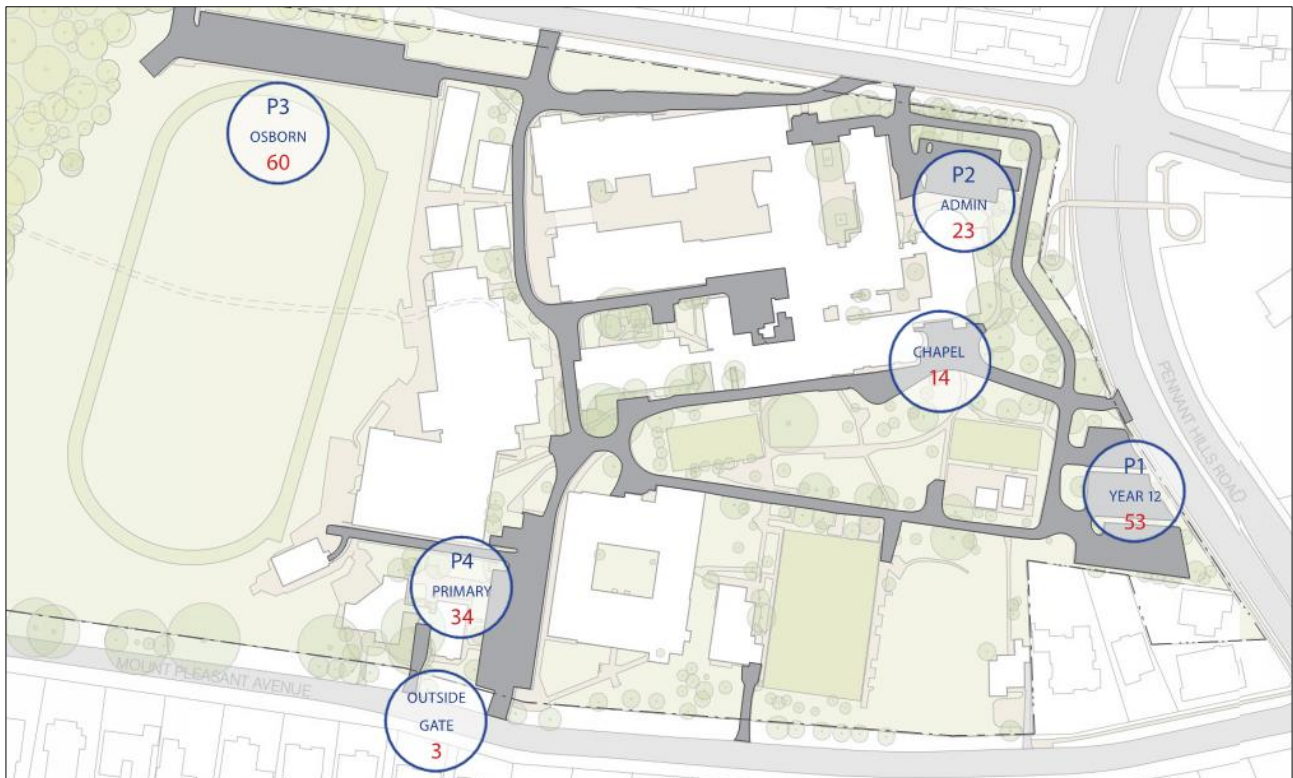 P3
OSBORN
60
P2
ADMIN
23
CHAPEL
14
PENNANT HILLS ROAD
P1
YEAR 12
53
P4
PRIMARY
34
MOUNT PLEASANT AVENUE
OUTSIDE
GATE
3